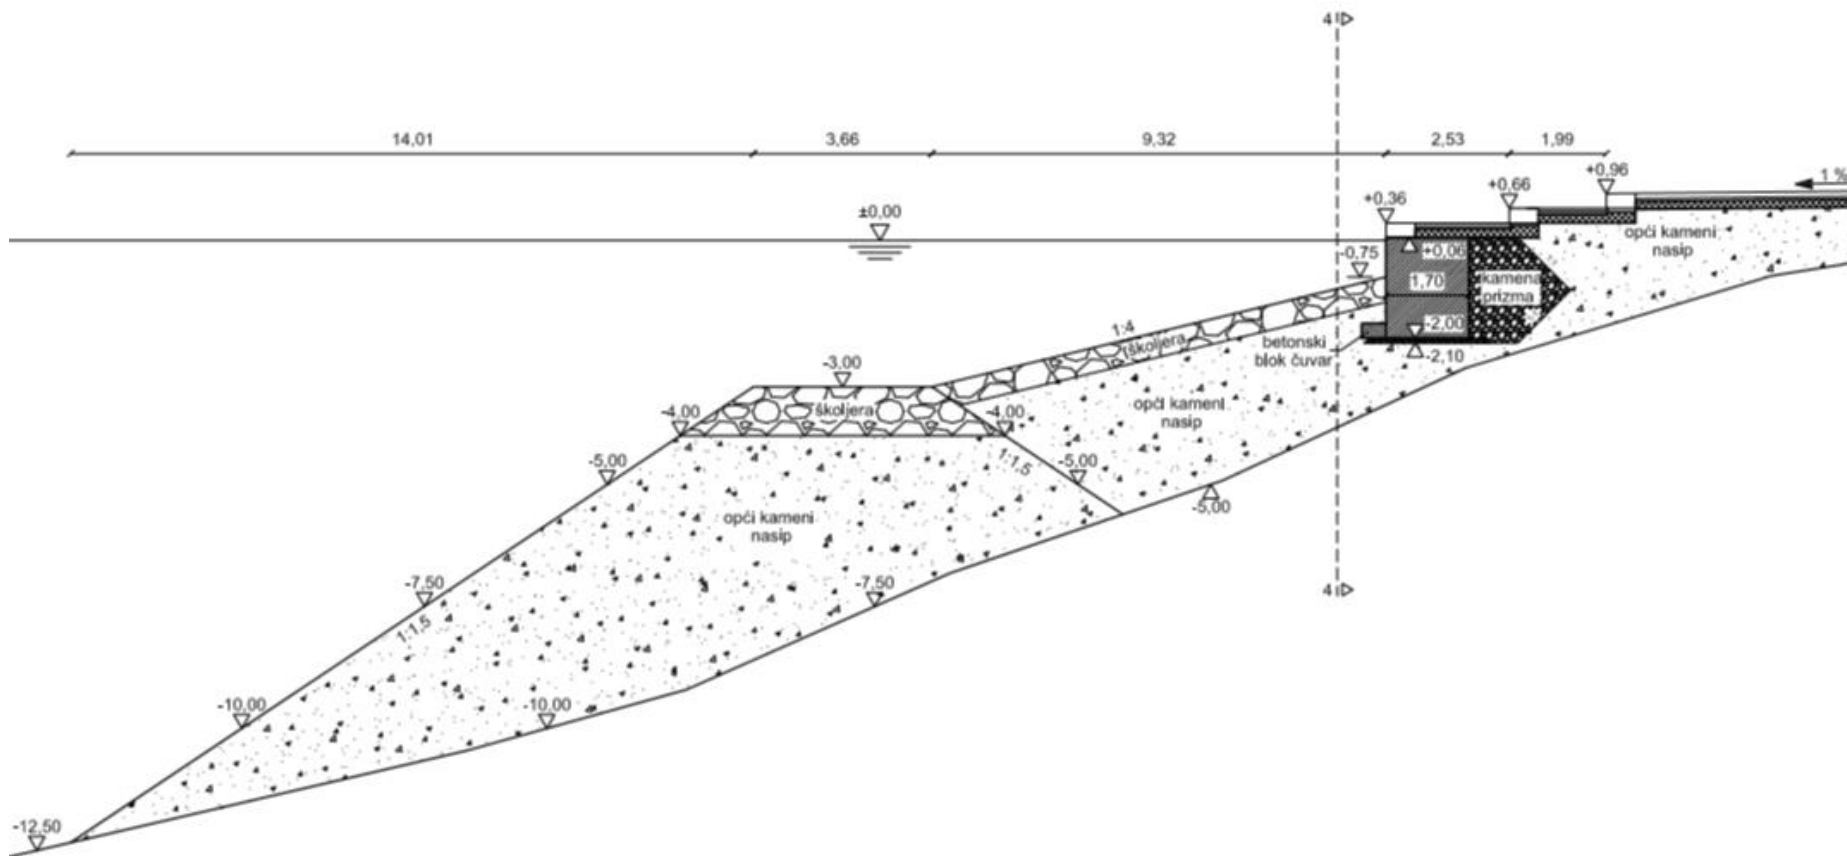 4
14,01
3,66
9,32
2,53
1,99
+0,96
1 %
+0,66
+0,36
±0,00
opći kameni
nasip
-0,75
+0,06
1,70
kamena
prizma
1:4
školjera
-2,00
betonski
blok čuvar
-2,10
-3,00
školjera
-4,00
-4,00
opći kameni
nasip
1:1,5
-5,00
-5,00
-5,00
opći kameni
nasip
-7,50
-7,50
4
1:1,5
-10,00
-10,00
-12,50